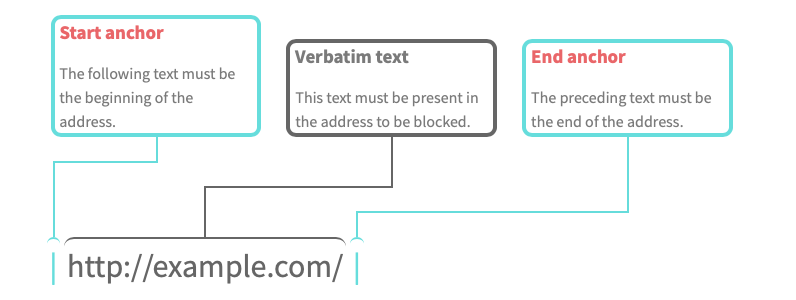 Start anchor
The following text must be
the beginning of the
address.
Verbatim text
This text must be present in
the address to be blocked.
End anchor
The preceding text must be
the end of the address.
|http://example.com/|